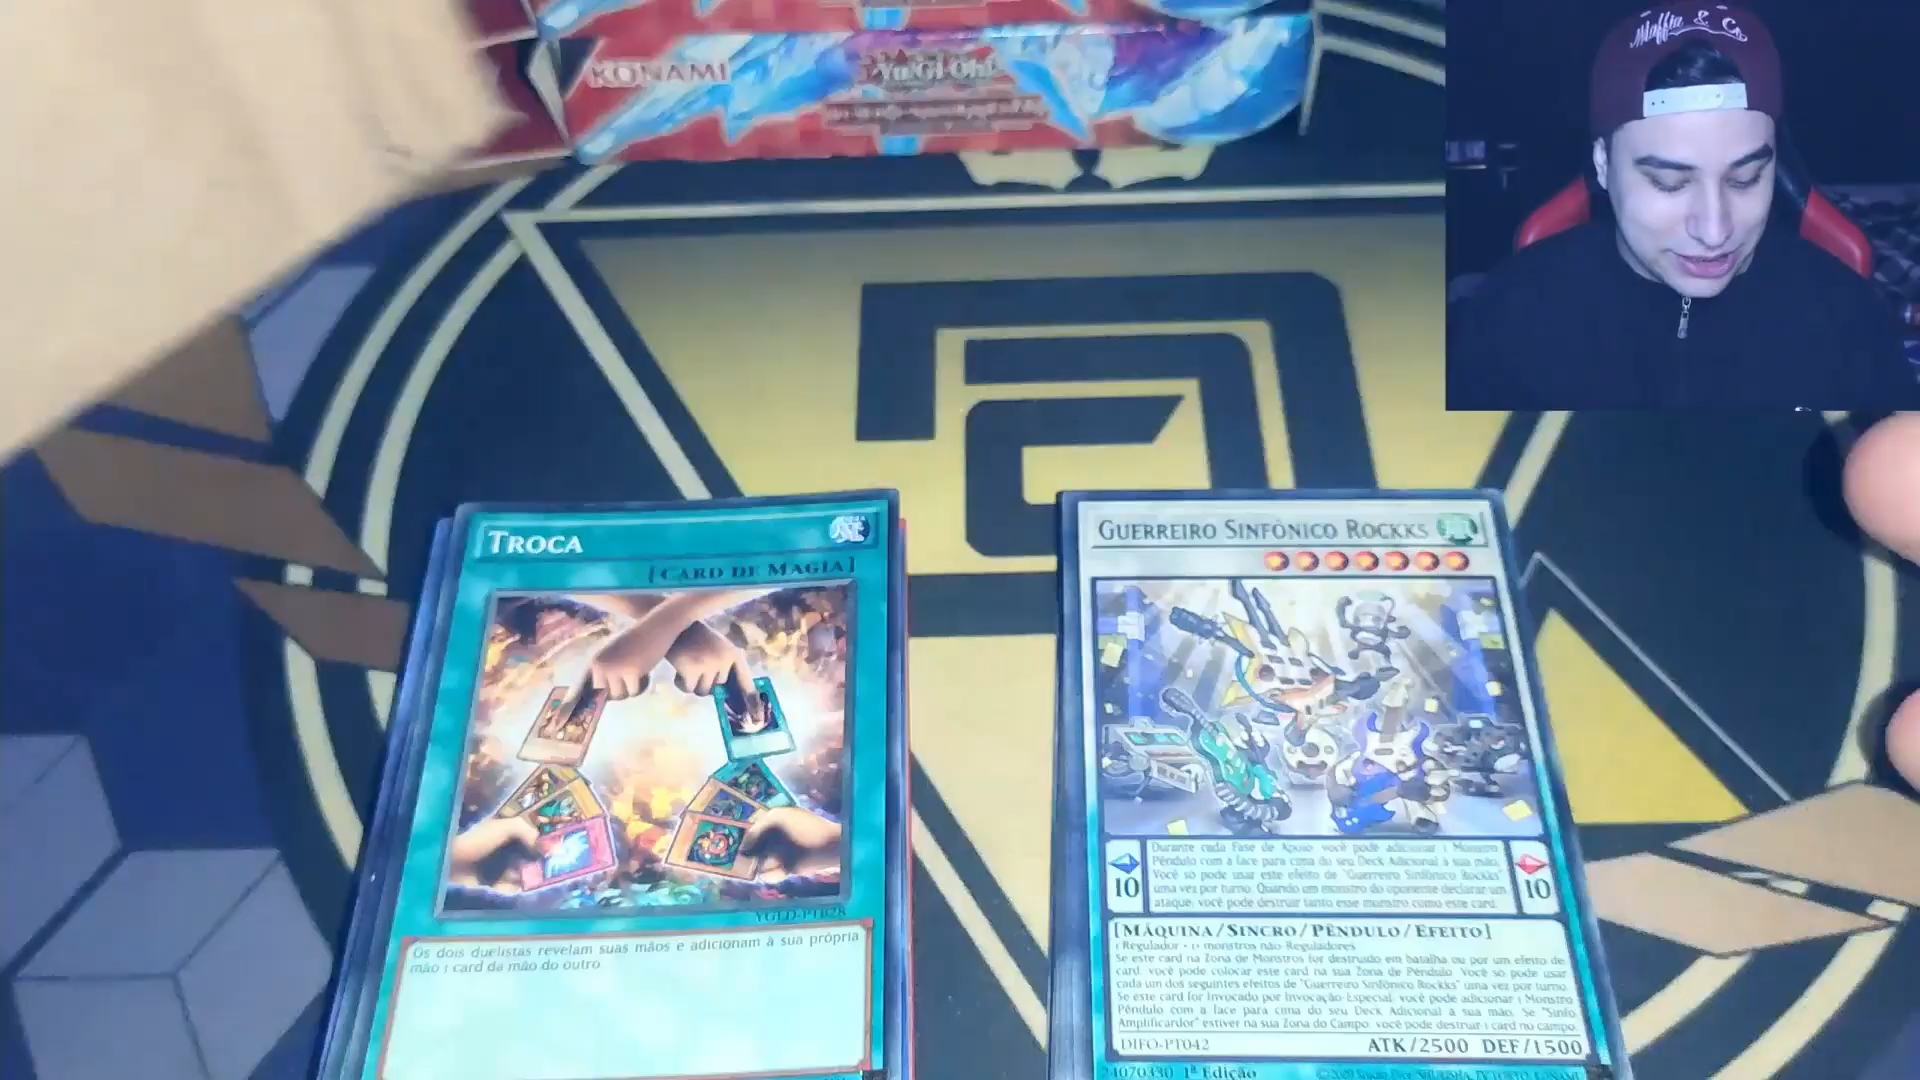 KONAMI
Yu-Gi-Oh!
Maffia & Co
TROCA
[CARD DE MAGIA]
YGLD-PTB28
Os dois duelistas revelam suas mãos e adicionam à sua própria
mão 1 card da mão do outro
GUERREIRO SINFÔNICO ROCKKS
Durante cada Fase de Apoio: você pode adicionar 1 Monstro
Pêndulo com a face para cima do seu Deck Adicional à sua mão.
Você só pode usar este efeito de "Guerreiro Sinfônico Rockks"
uma vez por turno. Quando um monstro do oponente declarar um
ataque: você pode destruir tanto esse monstro como este card.
10
10
[MÁQUINA/SINCRO/PÊNDULO/EFEITO]
1 Regulador + 1+ monstros não-Reguladores
Se este card na Zona de Monstros for destruído em batalha ou por um efeito de
card: você pode colocar este card na sua Zona de Pêndulo. Você só pode usar
cada um dos seguintes efeitos de "Guerreiro Sinfônico Rockks" uma vez por turno.
Se este card for Invocado por Invocação-Especial: você pode adicionar 1 Monstro
Pêndulo com a face para cima do seu Deck Adicional à sua mão. Se "Sinfo
Amplificardor" estiver na sua Zona do Campo: você pode destruir 1 card no campo.
DIFO-PT042
ATK/2500 DEF/1500
24070330 1ª Edição